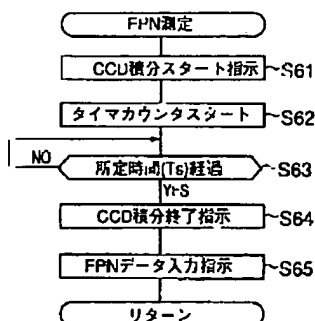 FPN測定
CCD積分スタート指示 ~S61
タイマカウンタスタート ~S62
NO 所定時間(Ts)経過 ~S63
YES
CCD積分終了指示 ~S64
FPNデータ入力指示 ~S65
リターン